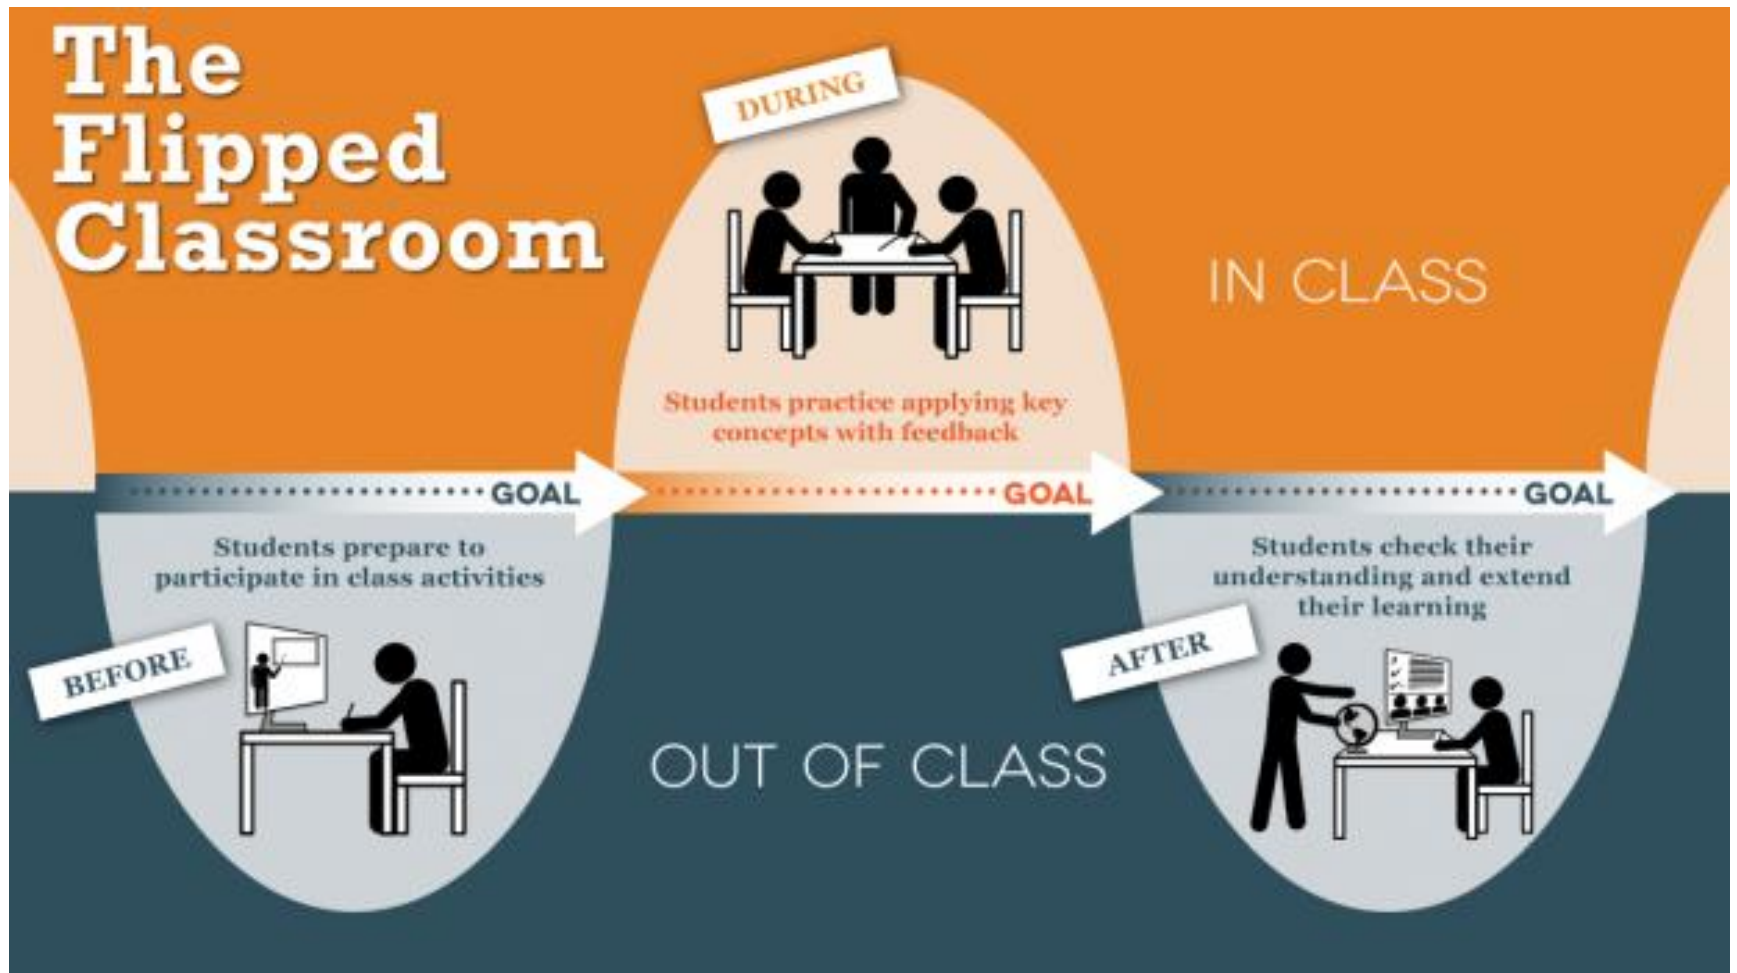 The
Flipped
Classroom
DURING
IN CLASS
Students practice applying key
concepts with feedback
GOAL
GOAL
GOAL
Students prepare to
participate in class activities
BEFORE
OUT OF CLASS
Students check their
understanding and extend
their learning
AFTER